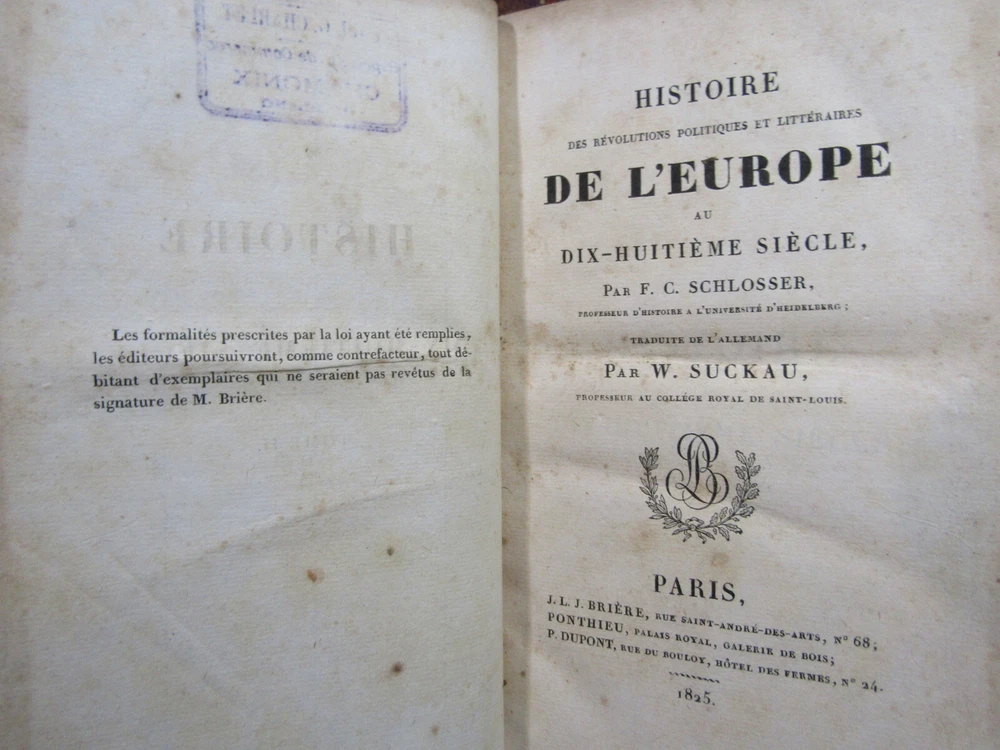 HISTOIRE
Les formalités prescrites par la loi ayant été remplies,
les éditeurs poursuivront, comme contrefacteur, tout dé-
bitant d'exemplaires qui ne seraient pas revétus de la
signature de M. Brière.
HISTOIRE
DES RÉVOLUTIONS POLITIQUES ET LITTÉRAIRES
DE L'EUROPE
AU
DIX-HUITIÈME SIÈCLE,
PAR F. C. SCHLOSSER,
PROFESSEUR D'HISTOIRE A L'UNIVERSITÉ D'HEIDELBERG;
TRADUITE DE L'ALLEMAND
PAR W. SUCKAU,
PROFESSEUR AU COLLÉGE ROYAL DE SAINT-LOUIS.
PARIS,
J. L. J. BRIÈRE, RUE SAINT-ANDRÉ-DES-ARTS, N° 68;
PONTHIEU, PALAIS ROYAL, GALERIE DE BOIS;
P. DUPONT, RUE DU BOULOY, HÔTEL DES FERMES, N° 24.
1825.